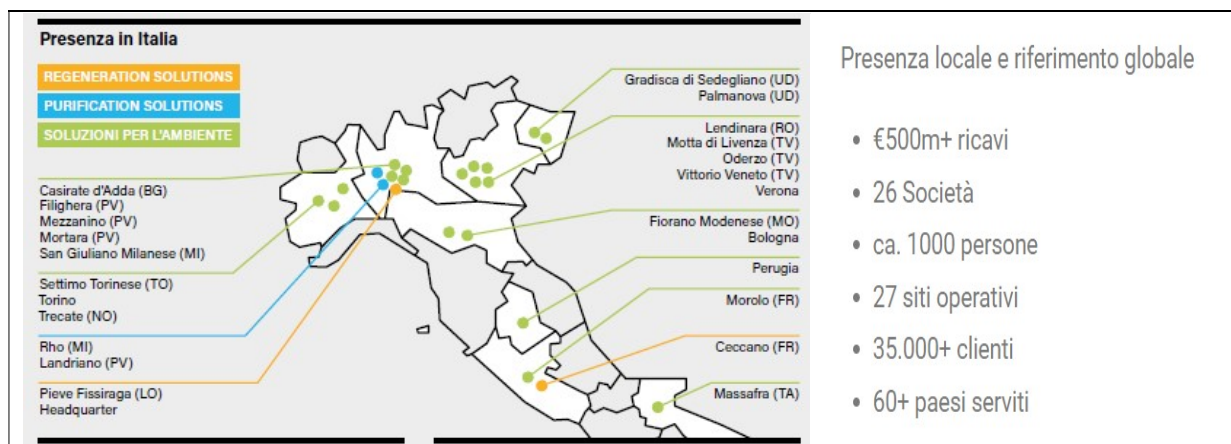 Presenza in Italia
REGENERATION SOLUTIONS
PURIFICATION SOLUTIONS
SOLUZIONI PER L'AMBIENTE
Casirate d'Adda (BG)
Filighera (PV)
Mezzanino (PV)
Mortara (PV)
San Giuliano Milanese (MI)
Settimo Torinese (TO)
Torino
Trecate (NO)
Rho (MI)
Landriano (PV)
Pieve Fissiraga (LO)
Headquarter
Gradisca di Sedegliano (UD)
Palmanova (UD)
Lendinara (RO)
Motta di Livenza (TV)
Oderzo (TV)
Vittorio Veneto (TV)
Verona
Fiorano Modenese (MO)
Bologna
Perugia
Morolo (FR)
Ceccano (FR)
Massafra (TA)
Presenza locale e riferimento globale
• €500m+ ricavi
• 26 Società
• ca. 1000 persone
• 27 siti operativi
• 35.000+ clienti
• 60+ paesi serviti